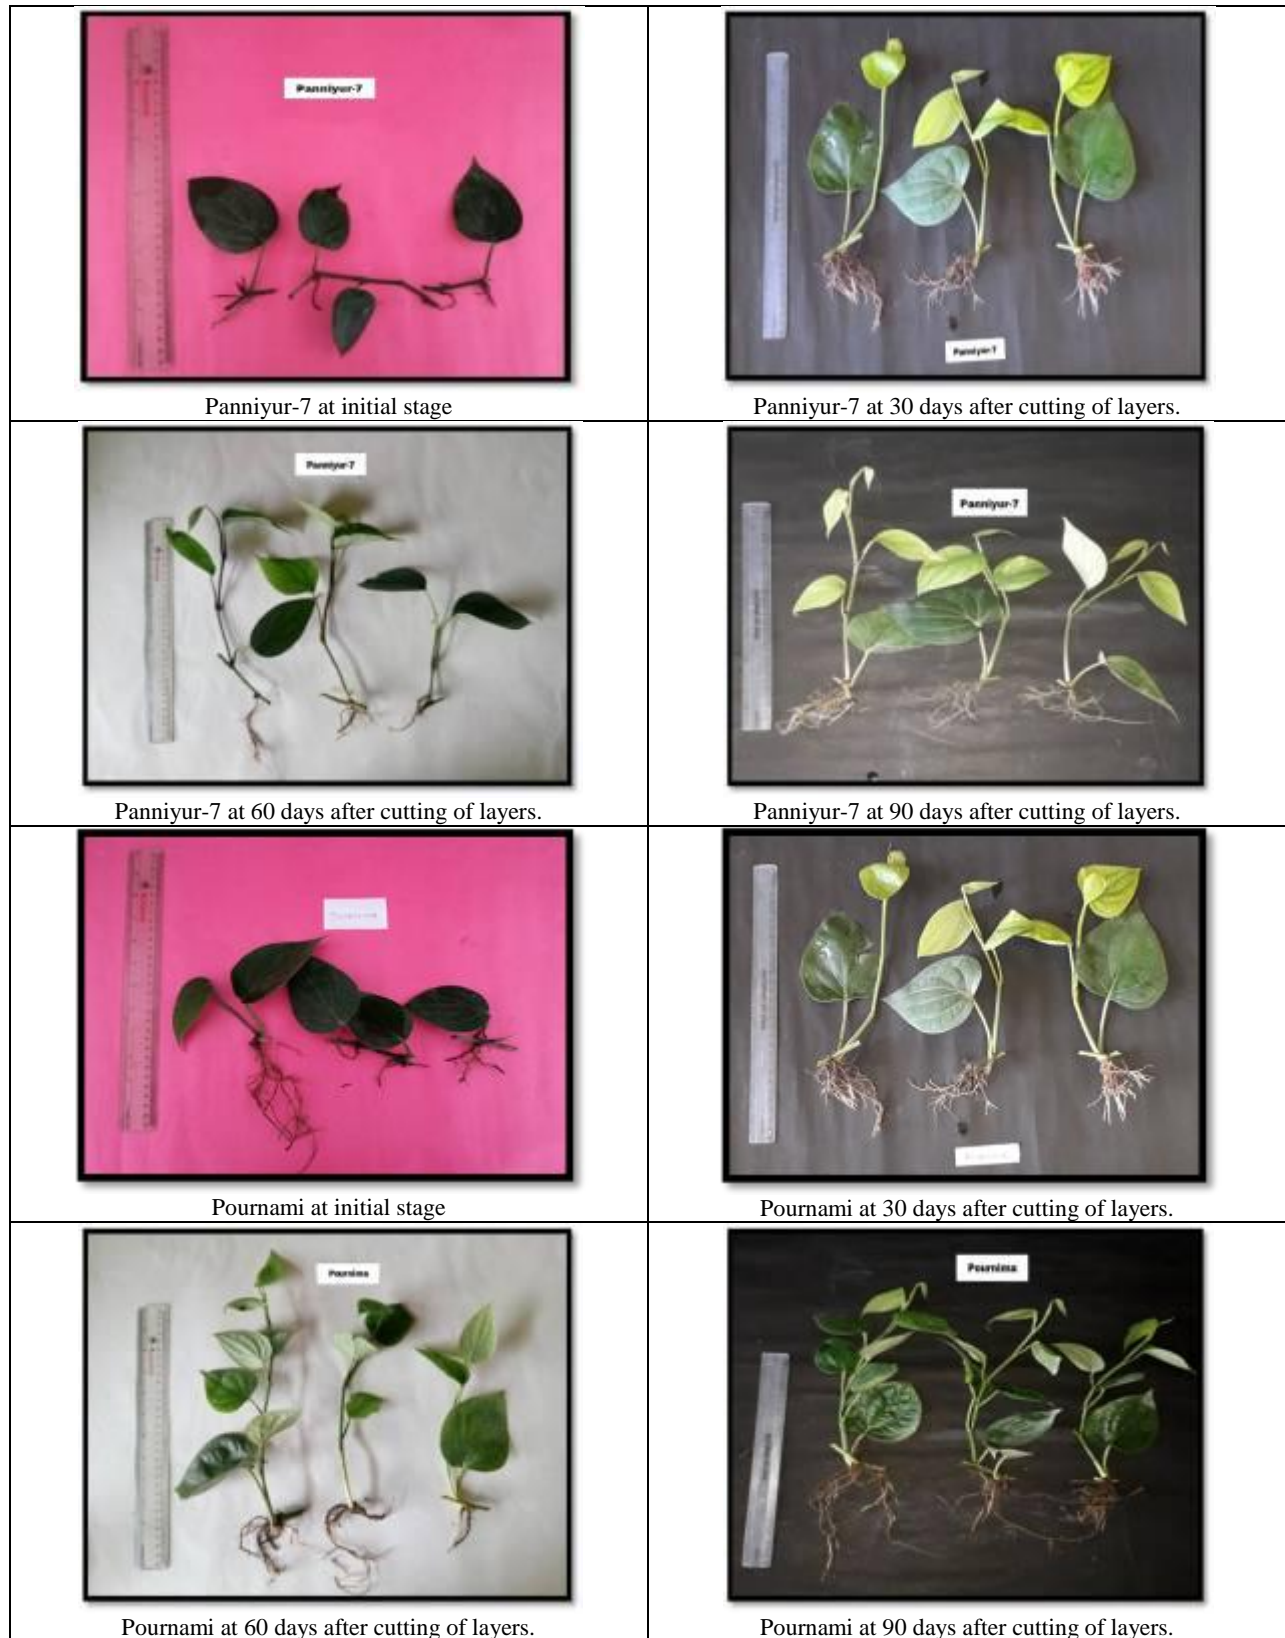 Panniyur-7
Panniyur-7
Panniyur-7 at initial stage
Panniyur-7 at 30 days after cutting of layers.
Panniyur-7
Panniyur-7
Panniyur-7 at 60 days after cutting of layers.
Panniyur-7 at 90 days after cutting of layers.
Pournami at initial stage
Pournami at 30 days after cutting of layers.
Pournima
Pournima
Pournami at 60 days after cutting of layers.
Pournami at 90 days after cutting of layers.